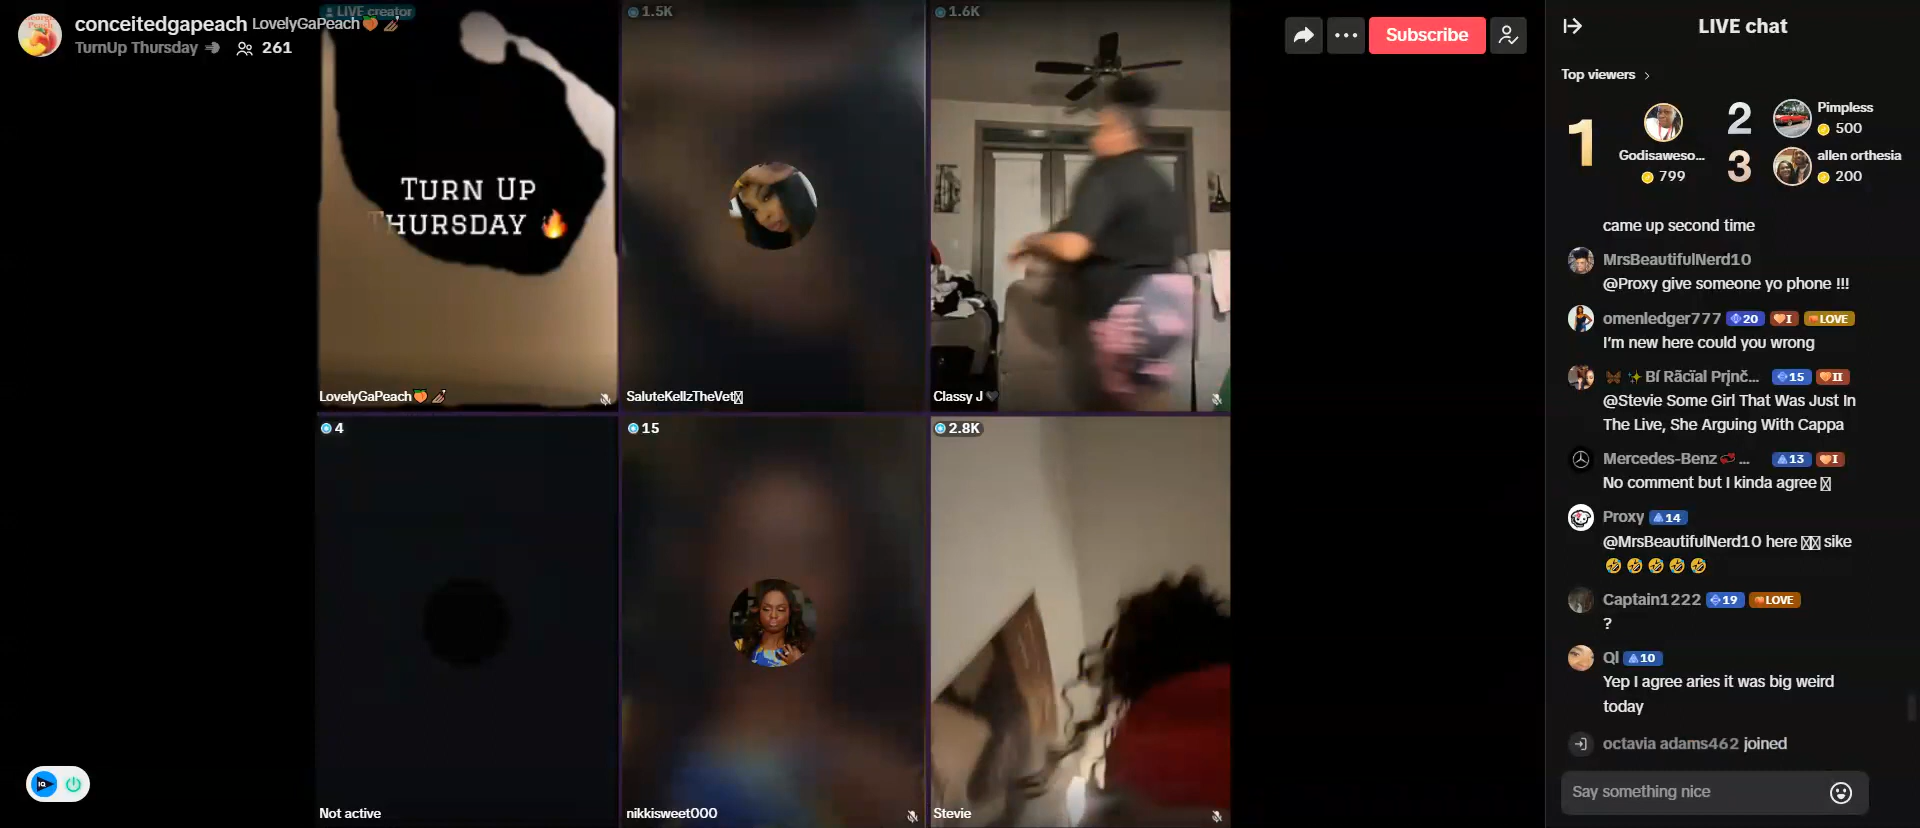 conceitedgapeach LovelyGaPeach🍑💅🏾
TurnUp Thursday
261
LIVE creator
1.5K
1.6K
Subscribe
TURN UP
THURSDAY 🔥
LovelyGaPeach🍑💅🏾
SaluteKellzTheVet
Classy J🖤
4
15
2.8K
Not active
nikkisweet000
Stevie
LIVE chat
Top viewers
1
Godisaweso...
799
2
Pimpless
500
3
allen orthesia
200
came up second time
MrsBeautifulNerd10
@Proxy give someone yo phone !!!
omenledger777 20 I LOVE
I'm new here could you wrong
🦋 ✨Bí Rãcïal Prįnč... 15 II
@Stevie Some Girl That Was Just In
The Live, She Arguing With Cappa
Mercedes-Benz💞 ... 13 I
No comment but I kinda agree
Proxy 14
@MrsBeautifulNerd10 here sike
🤣🤣🤣🤣🤣
Captain1222 19 LOVE
?
QI 10
Yep I agree aries it was big weird
today
octavia adams462 joined
Say something nice